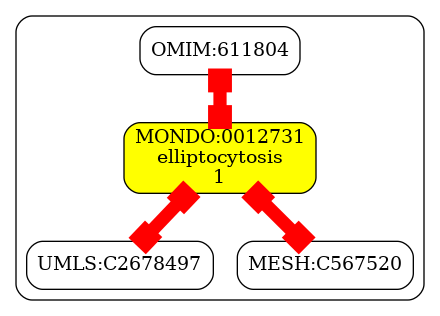 OMIM:611804
MONDO:0012731
elliptocytosis
1
UMLS:C2678497
MESH:C567520